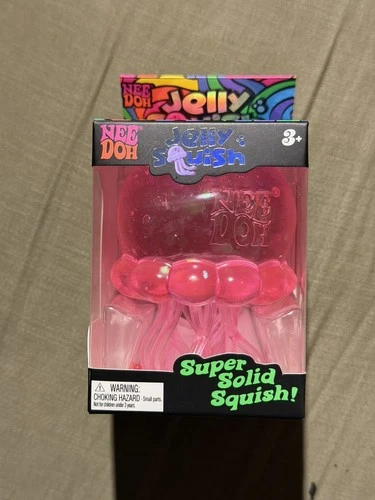 NEE
DOH
Jelly
NEE
DOH
Jelly
Squish
3+
NEE
DOH
Super
Solid
Squish!
WARNING:
CHOKING HAZARD - Small parts.
Not for children under 3 years.